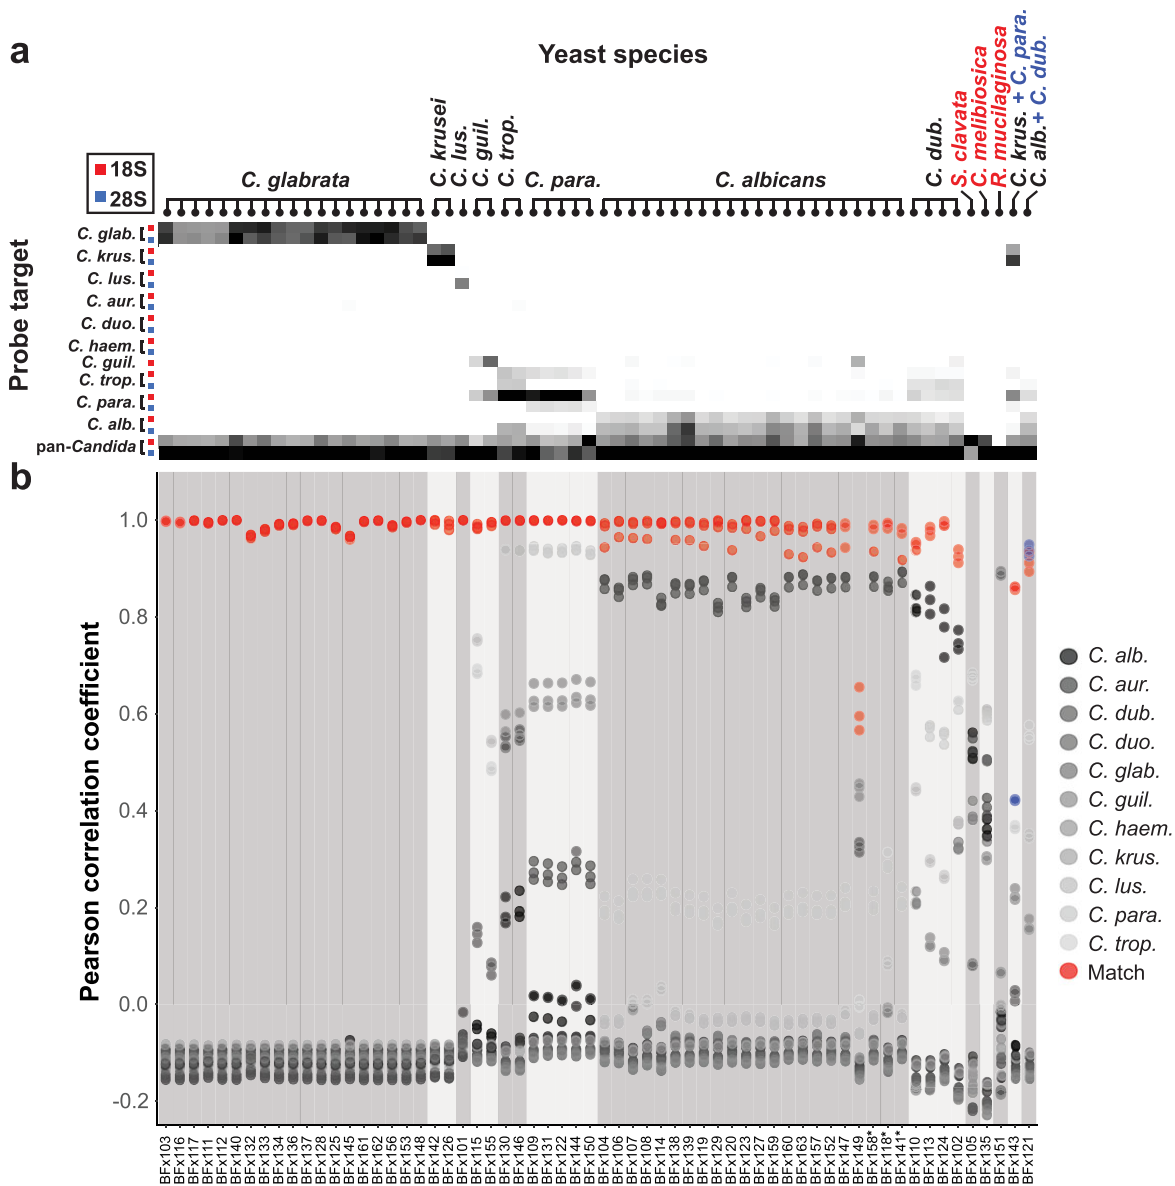 a
Yeast species
18S
28S
C. glabrata
C. krusei
C. lus.
C. guil.
C. trop.
C. para.
C. albicans
C. dub.
S. clavata
C. melibiosica
R. mucilaginosa
C. krus. + C. para.
C. alb. + C. dub.
Probe target
C. glab.
C. krus.
C. lus.
C. aur.
C. duo.
C. haem.
C. guil.
C. trop.
C. para.
C. alb.
pan-Candida
b
Pearson correlation coefficient
1.0
0.8
0.6
0.4
0.2
0.0
-0.2
C. alb.
C. aur.
C. dub.
C. duo.
C. glab.
C. guil.
C. haem.
C. krus.
C. lus.
C. para.
C. trop.
Match
BFx103
BFx116
BFx117
BFx111
BFx112
BFx140
BFx132
BFx133
BFx134
BFx136
BFx137
BFx128
BFx125
BFx145
BFx161
BFx162
BFx156
BFx153
BFx148
BFx142
BFx126
BFx101
BFx115
BFx155
BFx130
BFx146
BFx109
BFx131
BFx122
BFx144
BFx150
BFx104
BFx106
BFx107
BFx108
BFx114
BFx138
BFx139
BFx119
BFx129
BFx120
BFx123
BFx127
BFx159
BFx160
BFx163
BFx157
BFx152
BFx147
BFx149
BFx158*
BFx118*
BFx141*
BFx110
BFx113
BFx124
BFx102
BFx105
BFx135
BFx151
BFx143
BFx121